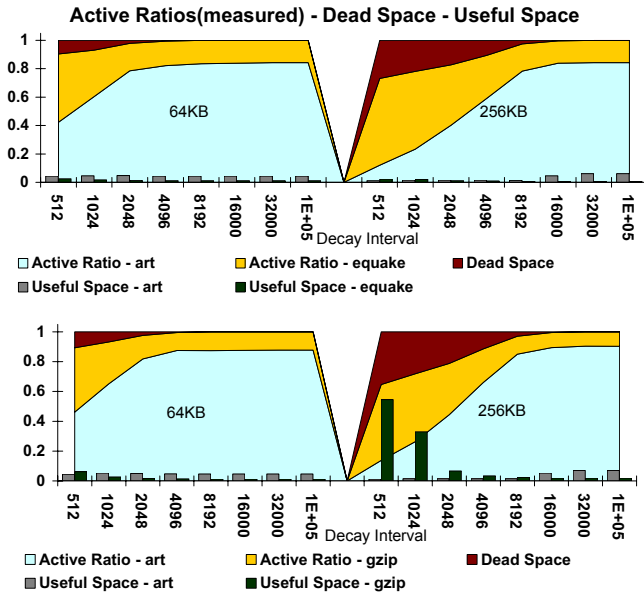 Active Ratios(measured) - Dead Space - Useful Space
1
0.8
0.6
0.4
0.2
0
64KB
256KB
512
1024
2048
4096
8192
16000
32000
1E+05
512
1024
2048
4096
8192
16000
32000
1E+05
Decay Interval
Active Ratio - art
Active Ratio - equake
Dead Space
Useful Space - art
Useful Space - equake
1
0.8
0.6
0.4
0.2
0
64KB
256KB
512
1024
2048
4096
8192
16000
32000
1E+05
512
1024
2048
4096
8192
16000
32000
1E+05
Decay Interval
Active Ratio - art
Active Ratio - gzip
Dead Space
Useful Space - art
Useful Space - gzip